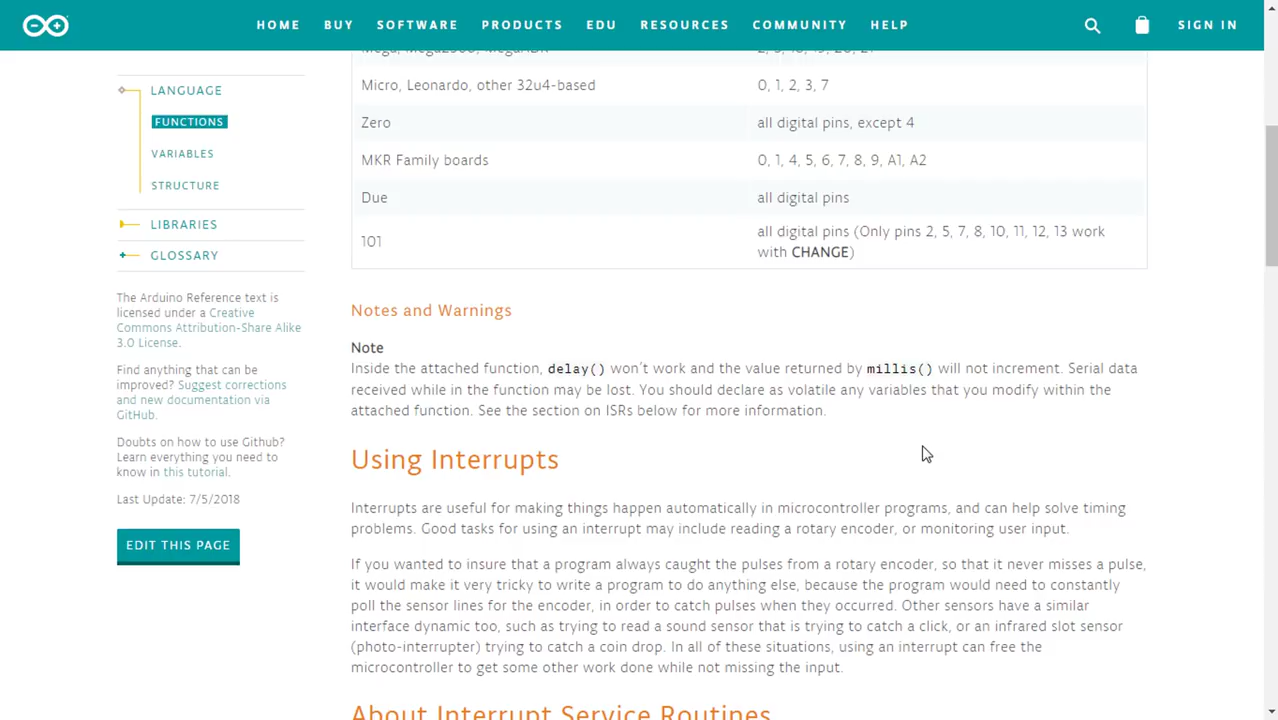 HOME BUY SOFTWARE PRODUCTS EDU RESOURCES COMMUNITY HELP SIGN IN
LANGUAGE
FUNCTIONS
VARIABLES
STRUCTURE
LIBRARIES
GLOSSARY
The Arduino Reference text is
licensed under a Creative
Commons Attribution-Share Alike
3.0 License.
Find anything that can be
improved? Suggest corrections
and new documentation via
GitHub.
Doubts on how to use Github?
Learn everything you need to
know in this tutorial.
Last Update: 7/5/2018
EDIT THIS PAGE
Micro, Leonardo, other 32u4-based 0, 1, 2, 3, 7
Zero all digital pins, except 4
MKR Family boards 0, 1, 4, 5, 6, 7, 8, 9, A1, A2
Due all digital pins
101 all digital pins (Only pins 2, 5, 7, 8, 10, 11, 12, 13 work
with CHANGE)
Notes and Warnings
Note
Inside the attached function, delay() won't work and the value returned by millis() will not increment. Serial data
received while in the function may be lost. You should declare as volatile any variables that you modify within the
attached function. See the section on ISRs below for more information.
Using Interrupts
Interrupts are useful for making things happen automatically in microcontroller programs, and can help solve timing
problems. Good tasks for using an interrupt may include reading a rotary encoder, or monitoring user input.
If you wanted to insure that a program always caught the pulses from a rotary encoder, so that it never misses a pulse,
it would make it very tricky to write a program to do anything else, because the program would need to constantly
poll the sensor lines for the encoder, in order to catch pulses when they occurred. Other sensors have a similar
interface dynamic too, such as trying to read a sound sensor that is trying to catch a click, or an infrared slot sensor
(photo-interrupter) trying to catch a coin drop. In all of these situations, using an interrupt can free the
microcontroller to get some other work done while not missing the input.
About Interrupt Service Routines